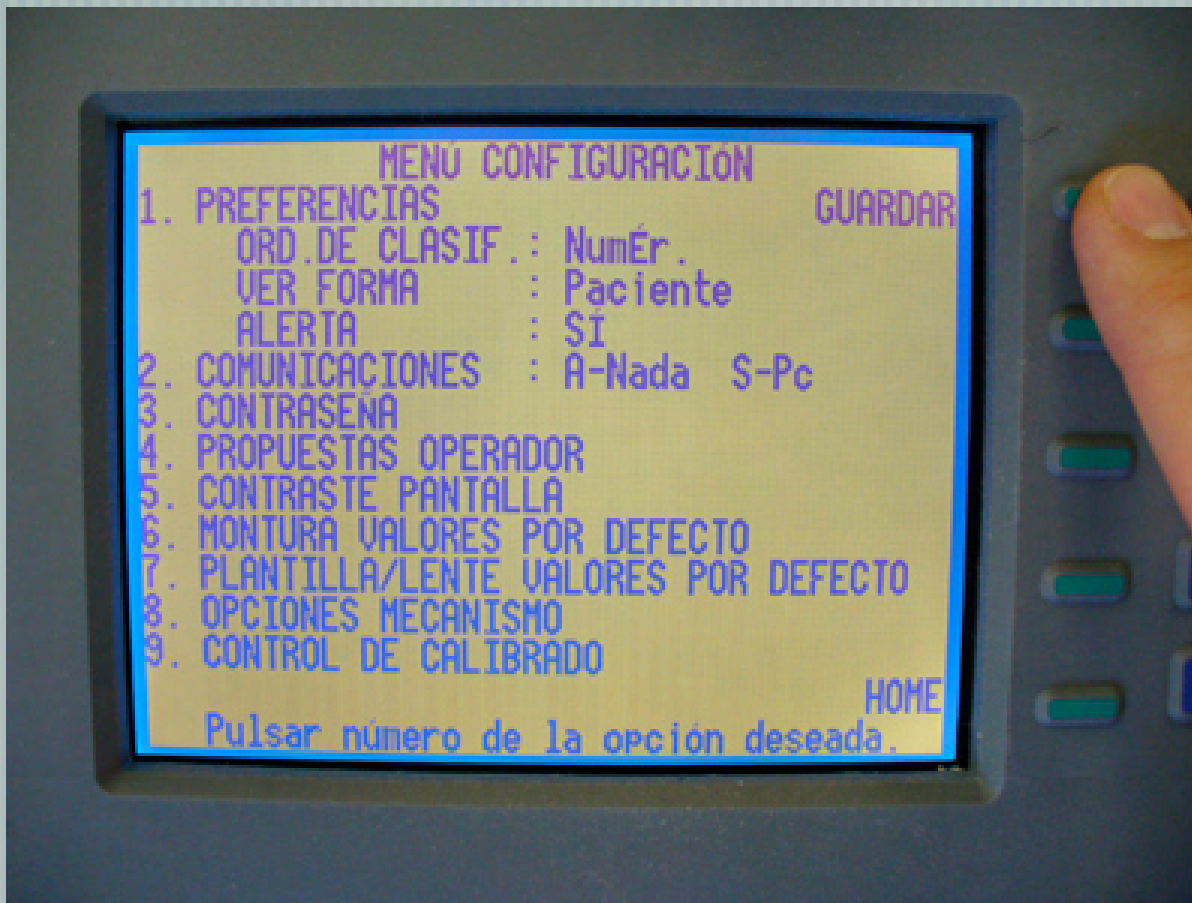 MENÚ CONFIGURACIÓN
1. PREFERENCIAS GUARDAR
ORD.DE CLASIF.: NumÉr.
VER FORMA : Paciente
ALERTA : SÍ
2. COMUNICACIONES : A-Nada S-Pc
3. CONTRASEÑA
4. PROPUESTAS OPERADOR
5. CONTRASTE PANTALLA
6. MONTURA VALORES POR DEFECTO
7. PLANTILLA/LENTE VALORES POR DEFECTO
8. OPCIONES MECANISMO
9. CONTROL DE CALIBRADO
HOME
Pulsar número de la opción deseada.